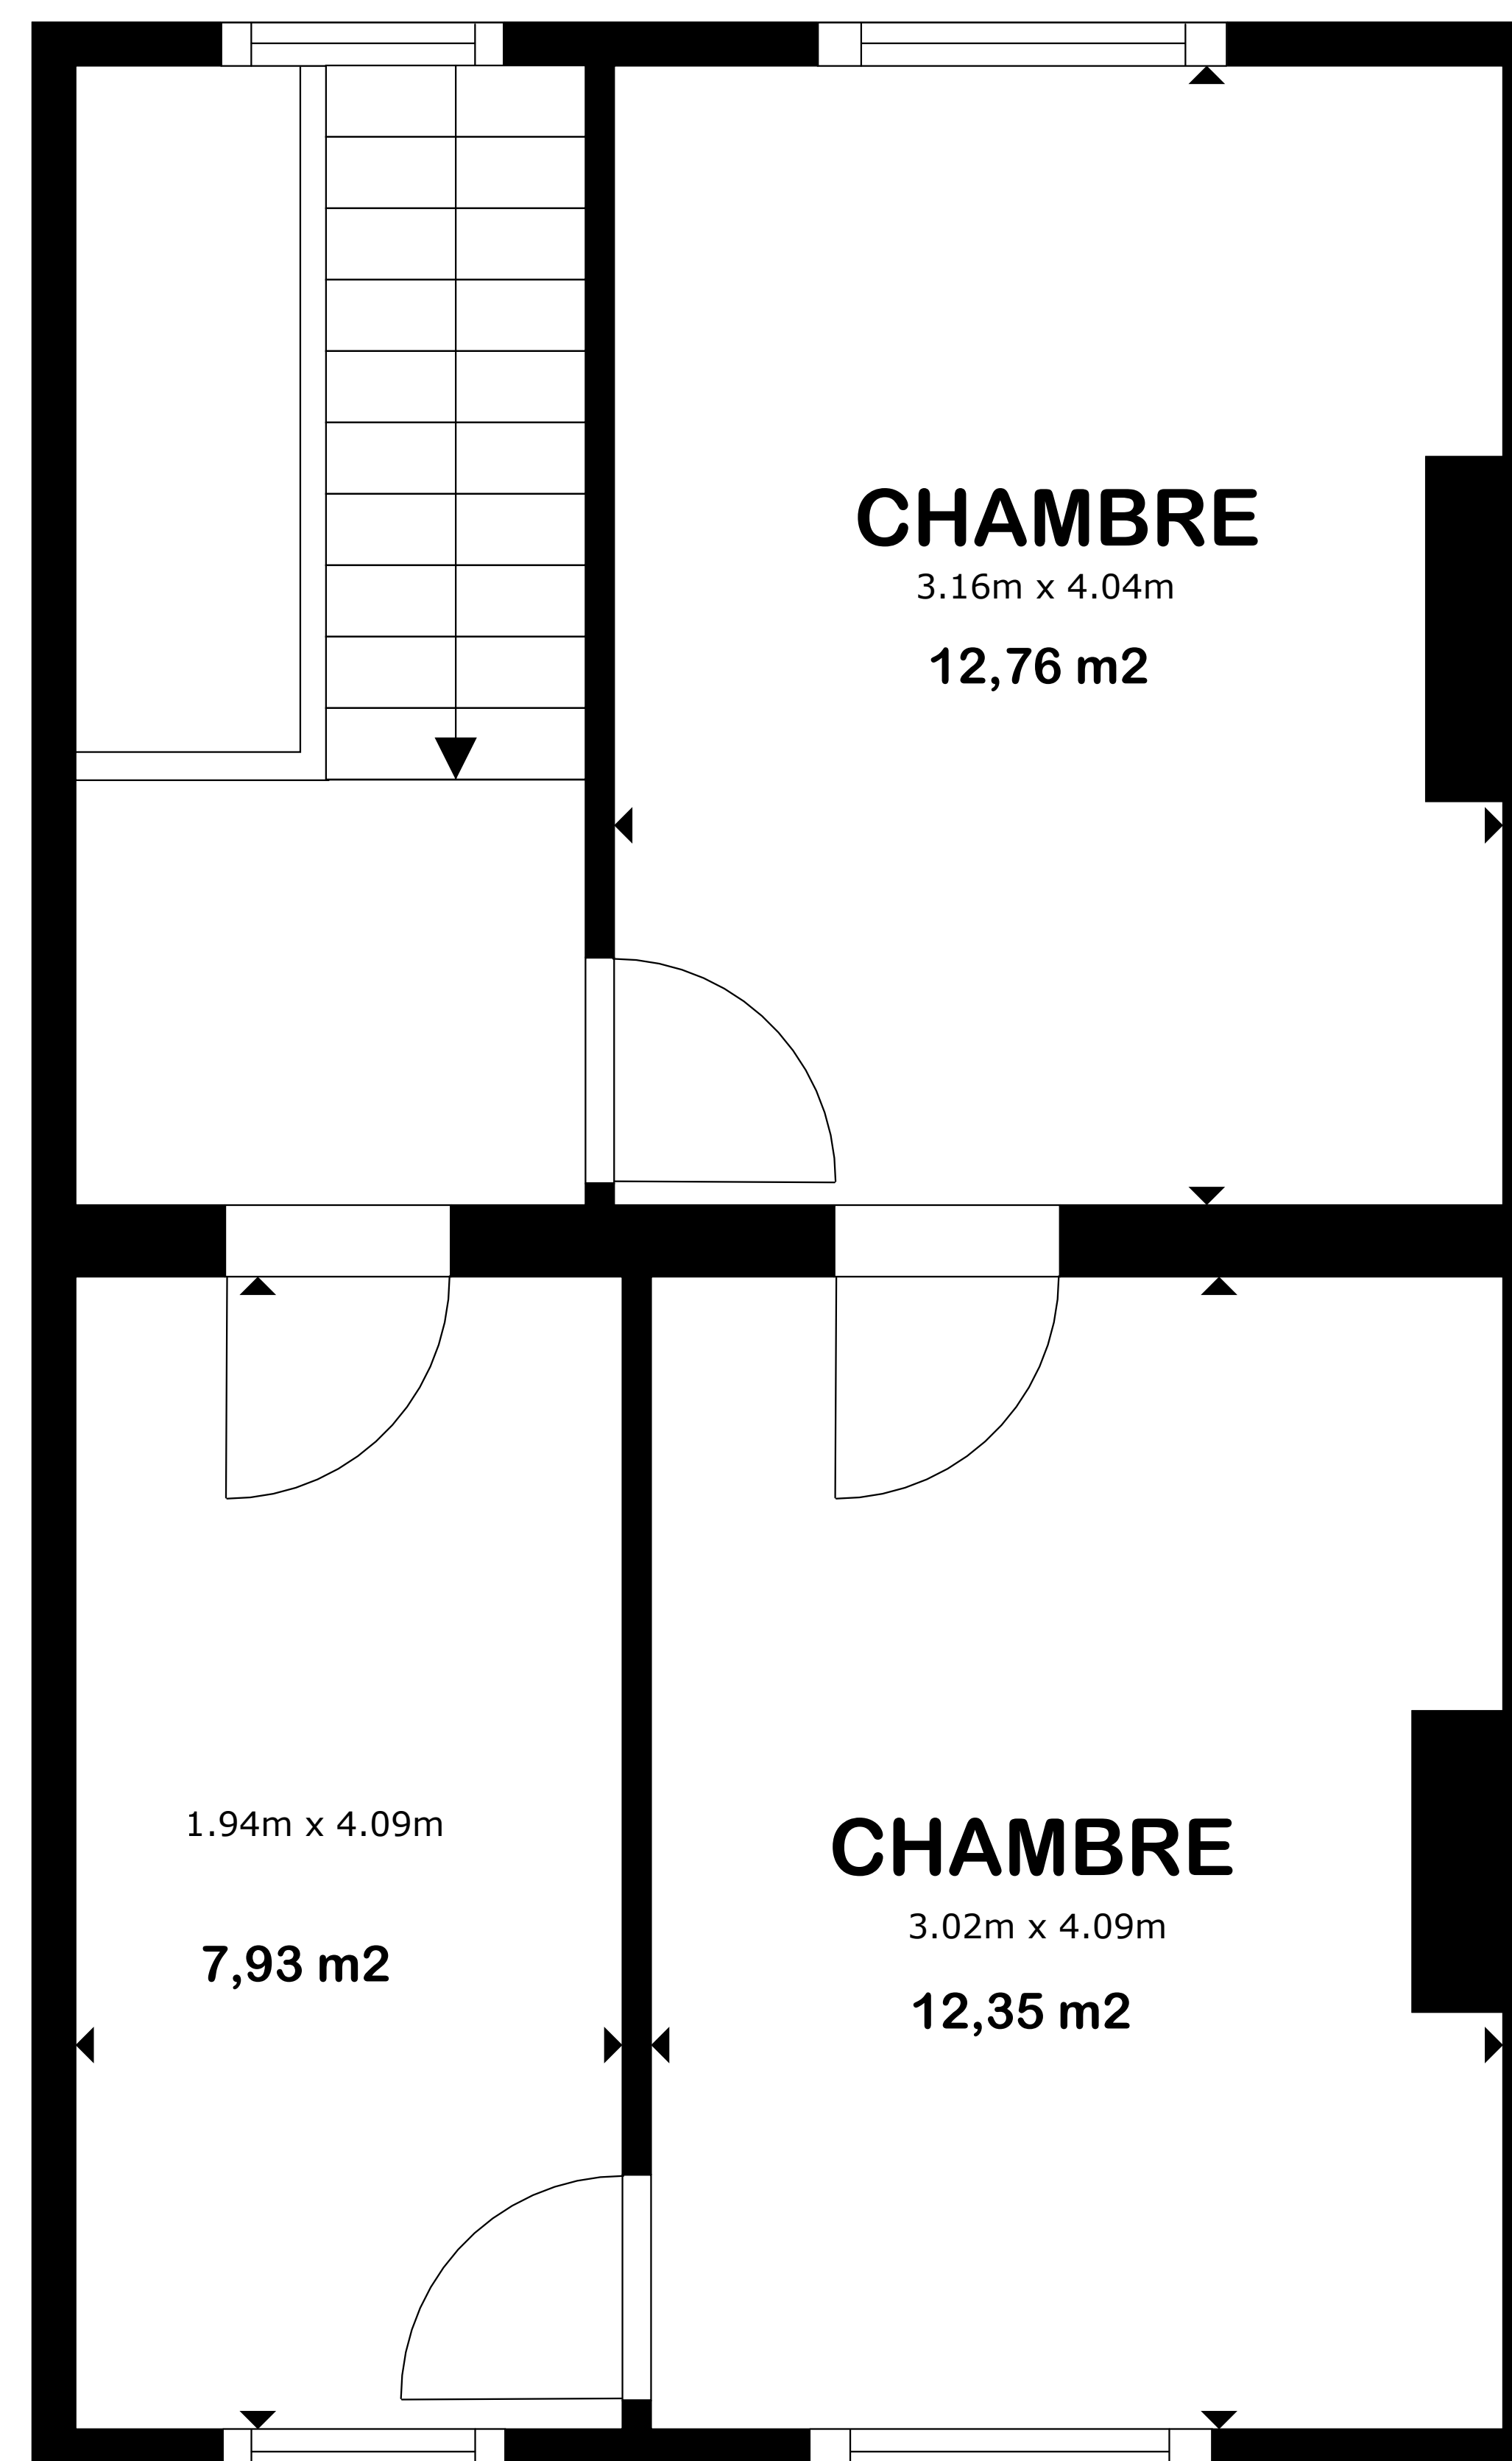 CHAMBRE
3.16m x 4.04m
12,76 m2
1.94m x 4.09m
7,93 m2
CHAMBRE
3.02m x 4.09m
12,35 m2